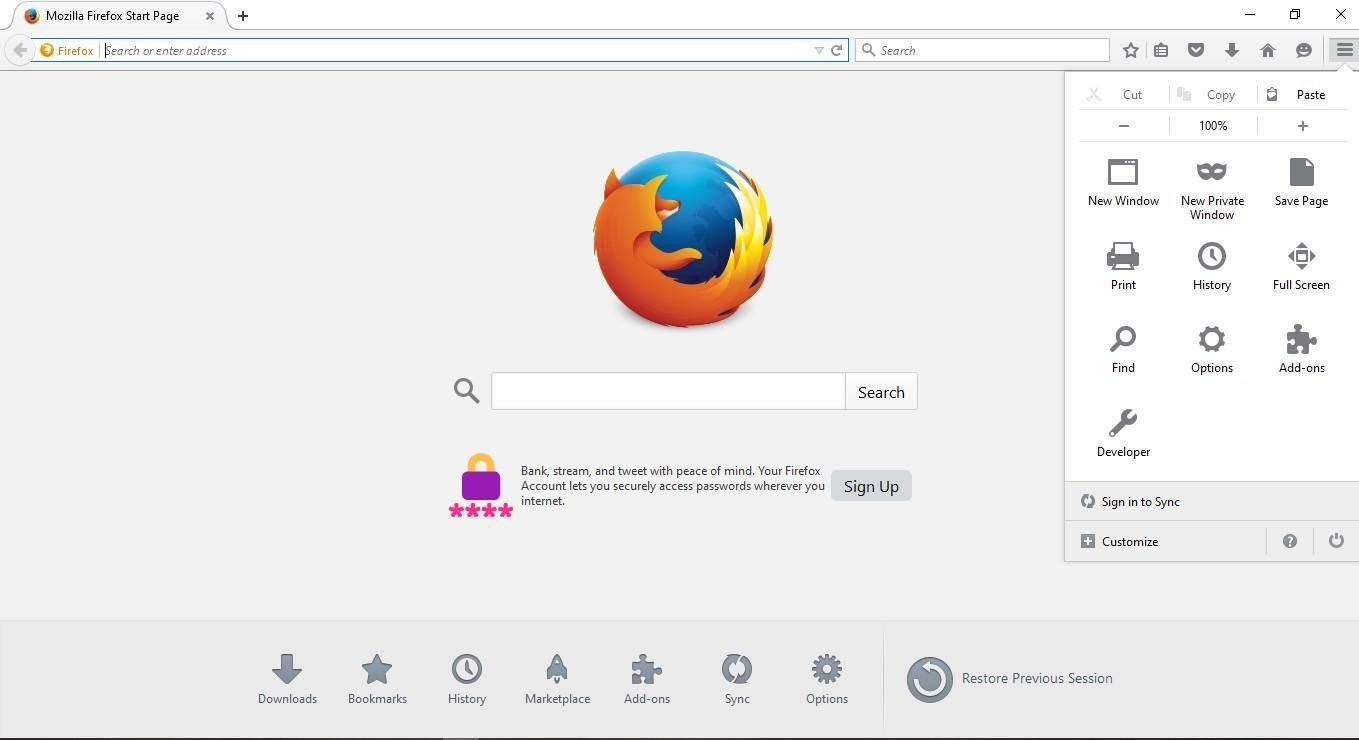 Mozilla Firefox Start Page
Firefox Search or enter address
Search
Cut Copy Paste
100%
New Window New Private Window Save Page
Print History Full Screen
Find Options Add-ons
Developer
Sign in to Sync
Customize
Search
Bank, stream, and tweet with peace of mind. Your Firefox
Account lets you securely access passwords wherever you
internet.
Sign Up
Downloads Bookmarks History Marketplace Add-ons Sync Options
Restore Previous Session